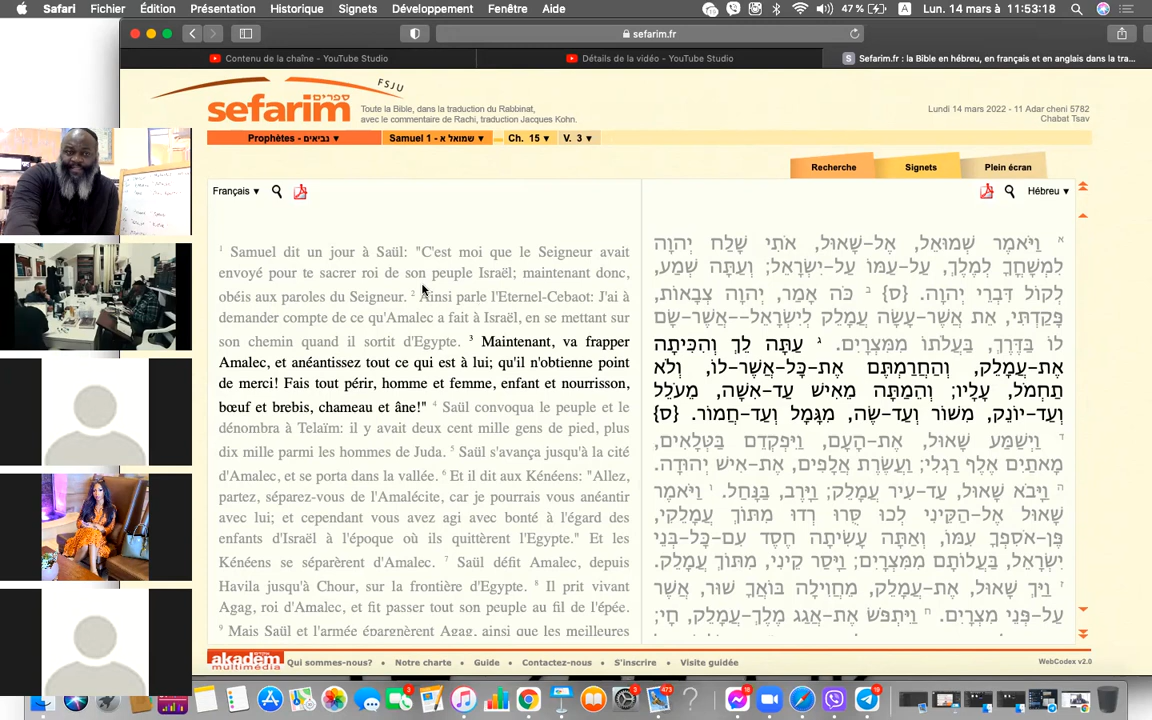 Safari Fichier Édition Présentation Historique Signets Développement Fenêtre Aide 47 % A Lun. 14 mars à 11:53:18
sefarim.fr
Contenu de la chaîne - YouTube Studio
Détails de la vidéo - YouTube Studio
S Sefarim.fr : la Bible en hébreu, en français et en anglais dans la tra...
FSJU
ספרים
sefarim
Toute la Bible, dans la traduction du Rabbinat,
avec le commentaire de Rachi, traduction Jacques Kohn.
Lundi 14 mars 2022 - 11 Adar cheni 5782
Chabat Tsav
Prophètes - נביאים ▼ Samuel 1 - שמואל א ▼ Ch. 15 ▼ V. 3 ▼
Recherche Signets Plein écran
Français ▼
Hébreu ▼
1 Samuel dit un jour à Saül: "C'est moi que le Seigneur avait
envoyé pour te sacrer roi de son peuple Israël; maintenant donc,
obéis aux paroles du Seigneur. 2 Ainsi parle l'Eternel-Cebaot: J'ai à
demander compte de ce qu'Amalec a fait à Israël, en se mettant sur
son chemin quand il sortit d'Egypte. 3 Maintenant, va frapper
Amalec, et anéantissez tout ce qui est à lui; qu'il n'obtienne point
de merci! Fais tout périr, homme et femme, enfant et nourrisson,
bœuf et brebis, chameau et âne!" 4 Saül convoqua le peuple et le
dénombra à Telaïm: il y avait deux cent mille gens de pied, plus
dix mille parmi les hommes de Juda. 5 Saül s'avança jusqu'à la cité
d'Amalec, et se porta dans la vallée. 6 Et il dit aux Kénéens: "Allez,
partez, séparez-vous de l'Amalécite, car je pourrais vous anéantir
avec lui; et cependant vous avez agi avec bonté à l'égard des
enfants d'Israël à l'époque où ils quittèrent l'Egypte." Et les
Kénéens se séparèrent d'Amalec. 7 Saül défit Amalec, depuis
Havila jusqu'à Chour, sur la frontière d'Egypte. 8 Il prit vivant
Agag, roi d'Amalec, et fit passer tout son peuple au fil de l'épée.
9 Mais Saül et l'armée épargnèrent Agag, ainsi que les meilleures
א וַיֹּאמֶר שְׁמוּאֵל, אֶל-שָׁאוּל, אֹתִי שָׁלַח יְהוָה
לִמְשָׁחֳךָ לְמֶלֶךְ, עַל-עַמּוֹ עַל-יִשְׂרָאֵל; וְעַתָּה שְׁמַע,
לְקוֹל דִּבְרֵי יְהוָה. {ס} ב כֹּה אָמַר, יְהוָה צְבָאוֹת,
פָּקַדְתִּי, אֵת אֲשֶׁר-עָשָׂה עֲמָלֵק לְיִשְׂרָאֵל--אֲשֶׁר-שָׂם
לוֹ בַּדֶּרֶךְ, בַּעֲלֹתוֹ מִמִּצְרָיִם. ג עַתָּה לֵךְ וְהִכִּיתָה
אֶת-עֲמָלֵק, וְהַחֲרַמְתֶּם אֶת-כָּל-אֲשֶׁר-לוֹ, וְלֹא
תַחְמֹל, עָלָיו; וְהֵמַתָּה מֵאִישׁ עַד-אִשָּׁה, מֵעֹלֵל
וְעַד-יוֹנֵק, מִשּׁוֹר וְעַד-שֶׂה, מִגָּמָל וְעַד-חֲמוֹר. {ס}
ד וַיְשַׁמַּע שָׁאוּל, אֶת-הָעָם, וַיִּפְקְדֵם בַּטְּלָאִים,
מָאתַיִם אֶלֶף רַגְלִי; וַעֲשֶׂרֶת אֲלָפִים, אֶת-אִישׁ יְהוּדָה.
ה וַיָּבֹא שָׁאוּל, עַד-עִיר עֲמָלֵק; וַיָּרֶב, בַּנָּחַל. ו וַיֹּאמֶר
שָׁאוּל אֶל-הַקֵּינִי לְכוּ סֻּרוּ רְדוּ מִתּוֹךְ עֲמָלֵקִי,
פֶּן-אֹסִפְךָ עִמּוֹ, וְאַתָּה עָשִׂיתָה חֶסֶד עִם-כָּל-בְּנֵי
יִשְׂרָאֵל, בַּעֲלוֹתָם מִמִּצְרָיִם; וַיָּסַר קֵינִי, מִתּוֹךְ עֲמָלֵק.
ז וַיַּךְ שָׁאוּל, אֶת-עֲמָלֵק, מֵחֲוִילָה בּוֹאֲךָ שׁוּר, אֲשֶׁר
עַל-פְּנֵי מִצְרָיִם. ח וַיִּתְפֹּשׂ אֶת-אֲגַג מֶלֶךְ-עֲמָלֵק, חָי;
akadem
multimédia
Qui sommes-nous? Notre charte Guide Contactez-nous S'inscrire Visite guidée
WebCodex v2.0